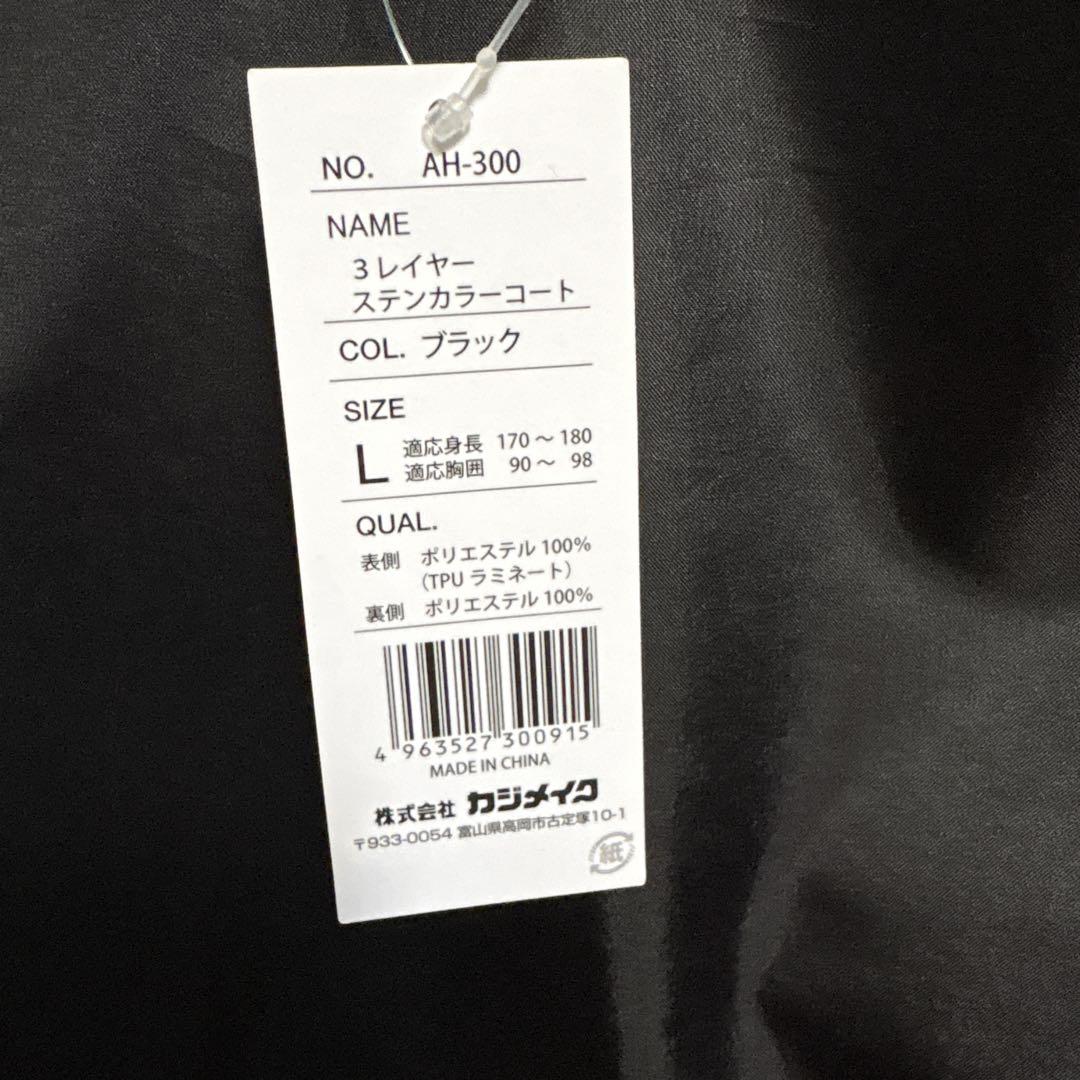 NO. AH-300
NAME
3レイヤー
ステンカラーコート
COL. ブラック
SIZE
L 適応身長 170～180
適応胸囲 90～ 98
QUAL.
表側 ポリエステル 100%
(TPU ラミネート)
裏側 ポリエステル 100%
4 963527 300915
MADE IN CHINA
株式会社 カジメイク
〒933-0054 富山県高岡市古定塚10-1
紙